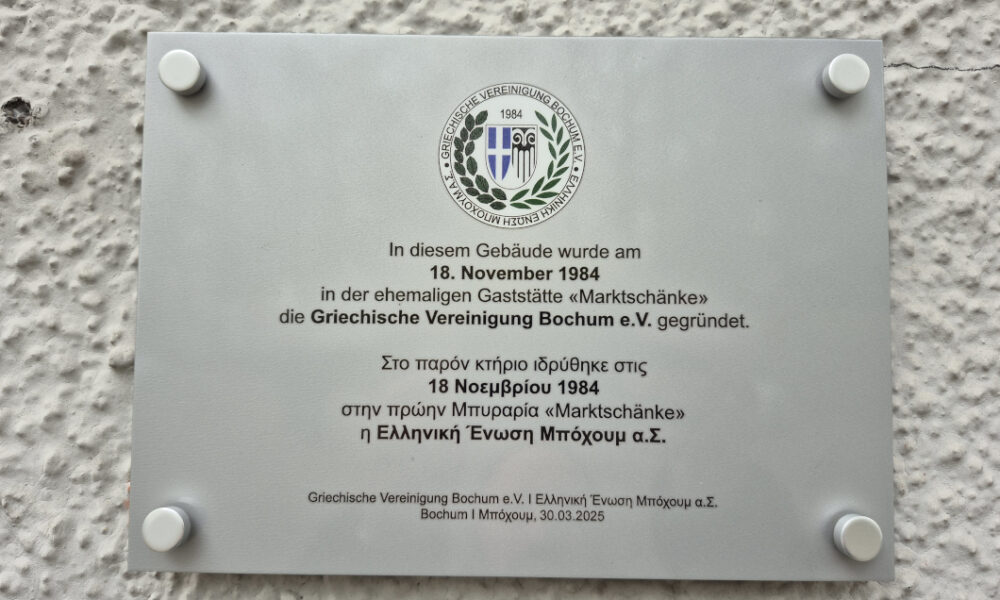 • GRIECHISCHE VEREINIGUNG BOCHUM E.V. •
ΕΛΛΗΝΙΚΗ ΕΝΩΣΗ ΜΠΟΧΟΥΜ Α.Σ.
1984
In diesem Gebäude wurde am
18. November 1984
in der ehemaligen Gaststätte «Marktschänke»
die Griechische Vereinigung Bochum e.V. gegründet.
Στο παρόν κτήριο ιδρύθηκε στις
18 Νοεμβρίου 1984
στην πρώην Μπυραρία «Marktschänke»
η Ελληνική Ένωση Μπόχουμ α.Σ.
Griechische Vereinigung Bochum e.V. I Ελληνική Ένωση Μπόχουμ α.Σ.
Bochum I Μπόχουμ, 30.03.2025